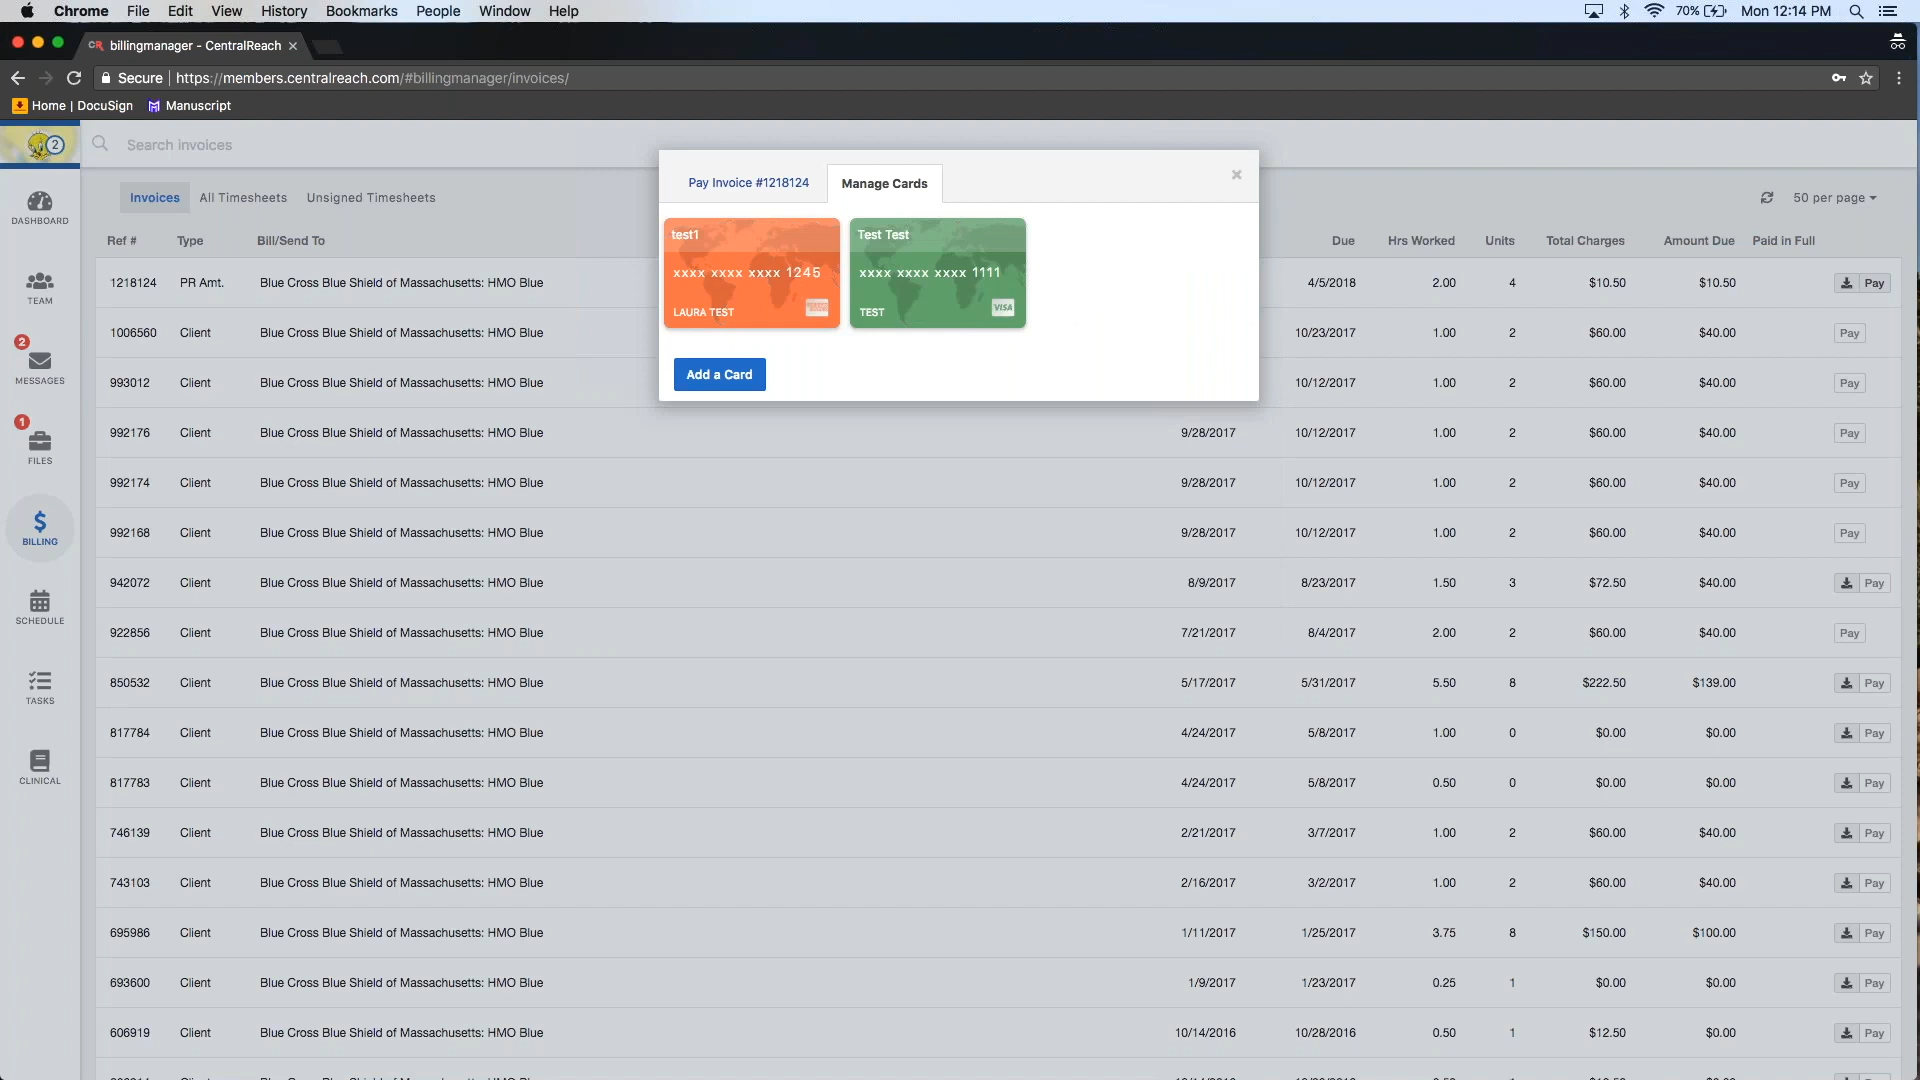 Chrome File Edit View History Bookmarks People Window Help 70% Mon 12:14 PM
CR billingmanager - CentralReach
Secure https://members.centralreach.com/#billingmanager/invoices/
Home | DocuSign Manuscript
2 Search invoices
DASHBOARD
TEAM
2
MESSAGES
1
FILES
$
BILLING
SCHEDULE
TASKS
CLINICAL
Pay Invoice #1218124 Manage Cards
test1
xxxx xxxx xxxx 1245
LAURA TEST
Test Test
xxxx xxxx xxxx 1111
TEST VISA
Add a Card
Invoices All Timesheets Unsigned Timesheets 50 per page
Ref # Type Bill/Send To Due Hrs Worked Units Total Charges Amount Due Paid in Full
1218124 PR Amt. Blue Cross Blue Shield of Massachusetts: HMO Blue 4/5/2018 2.00 4 $10.50 $10.50 Pay
1006560 Client Blue Cross Blue Shield of Massachusetts: HMO Blue 10/23/2017 1.00 2 $60.00 $40.00 Pay
993012 Client Blue Cross Blue Shield of Massachusetts: HMO Blue 10/12/2017 1.00 2 $60.00 $40.00 Pay
992176 Client Blue Cross Blue Shield of Massachusetts: HMO Blue 9/28/2017 10/12/2017 1.00 2 $60.00 $40.00 Pay
992174 Client Blue Cross Blue Shield of Massachusetts: HMO Blue 9/28/2017 10/12/2017 1.00 2 $60.00 $40.00 Pay
992168 Client Blue Cross Blue Shield of Massachusetts: HMO Blue 9/28/2017 10/12/2017 1.00 2 $60.00 $40.00 Pay
942072 Client Blue Cross Blue Shield of Massachusetts: HMO Blue 8/9/2017 8/23/2017 1.50 3 $72.50 $40.00 Pay
922856 Client Blue Cross Blue Shield of Massachusetts: HMO Blue 7/21/2017 8/4/2017 2.00 2 $60.00 $40.00 Pay
850532 Client Blue Cross Blue Shield of Massachusetts: HMO Blue 5/17/2017 5/31/2017 5.50 8 $222.50 $139.00 Pay
817784 Client Blue Cross Blue Shield of Massachusetts: HMO Blue 4/24/2017 5/8/2017 1.00 0 $0.00 $0.00 Pay
817783 Client Blue Cross Blue Shield of Massachusetts: HMO Blue 4/24/2017 5/8/2017 0.50 0 $0.00 $0.00 Pay
746139 Client Blue Cross Blue Shield of Massachusetts: HMO Blue 2/21/2017 3/7/2017 1.00 2 $60.00 $40.00 Pay
743103 Client Blue Cross Blue Shield of Massachusetts: HMO Blue 2/16/2017 3/2/2017 1.00 2 $60.00 $40.00 Pay
695986 Client Blue Cross Blue Shield of Massachusetts: HMO Blue 1/11/2017 1/25/2017 3.75 8 $150.00 $100.00 Pay
693600 Client Blue Cross Blue Shield of Massachusetts: HMO Blue 1/9/2017 1/23/2017 0.25 1 $0.00 $0.00 Pay
606919 Client Blue Cross Blue Shield of Massachusetts: HMO Blue 10/14/2016 10/28/2016 0.50 1 $12.50 $0.00 Pay